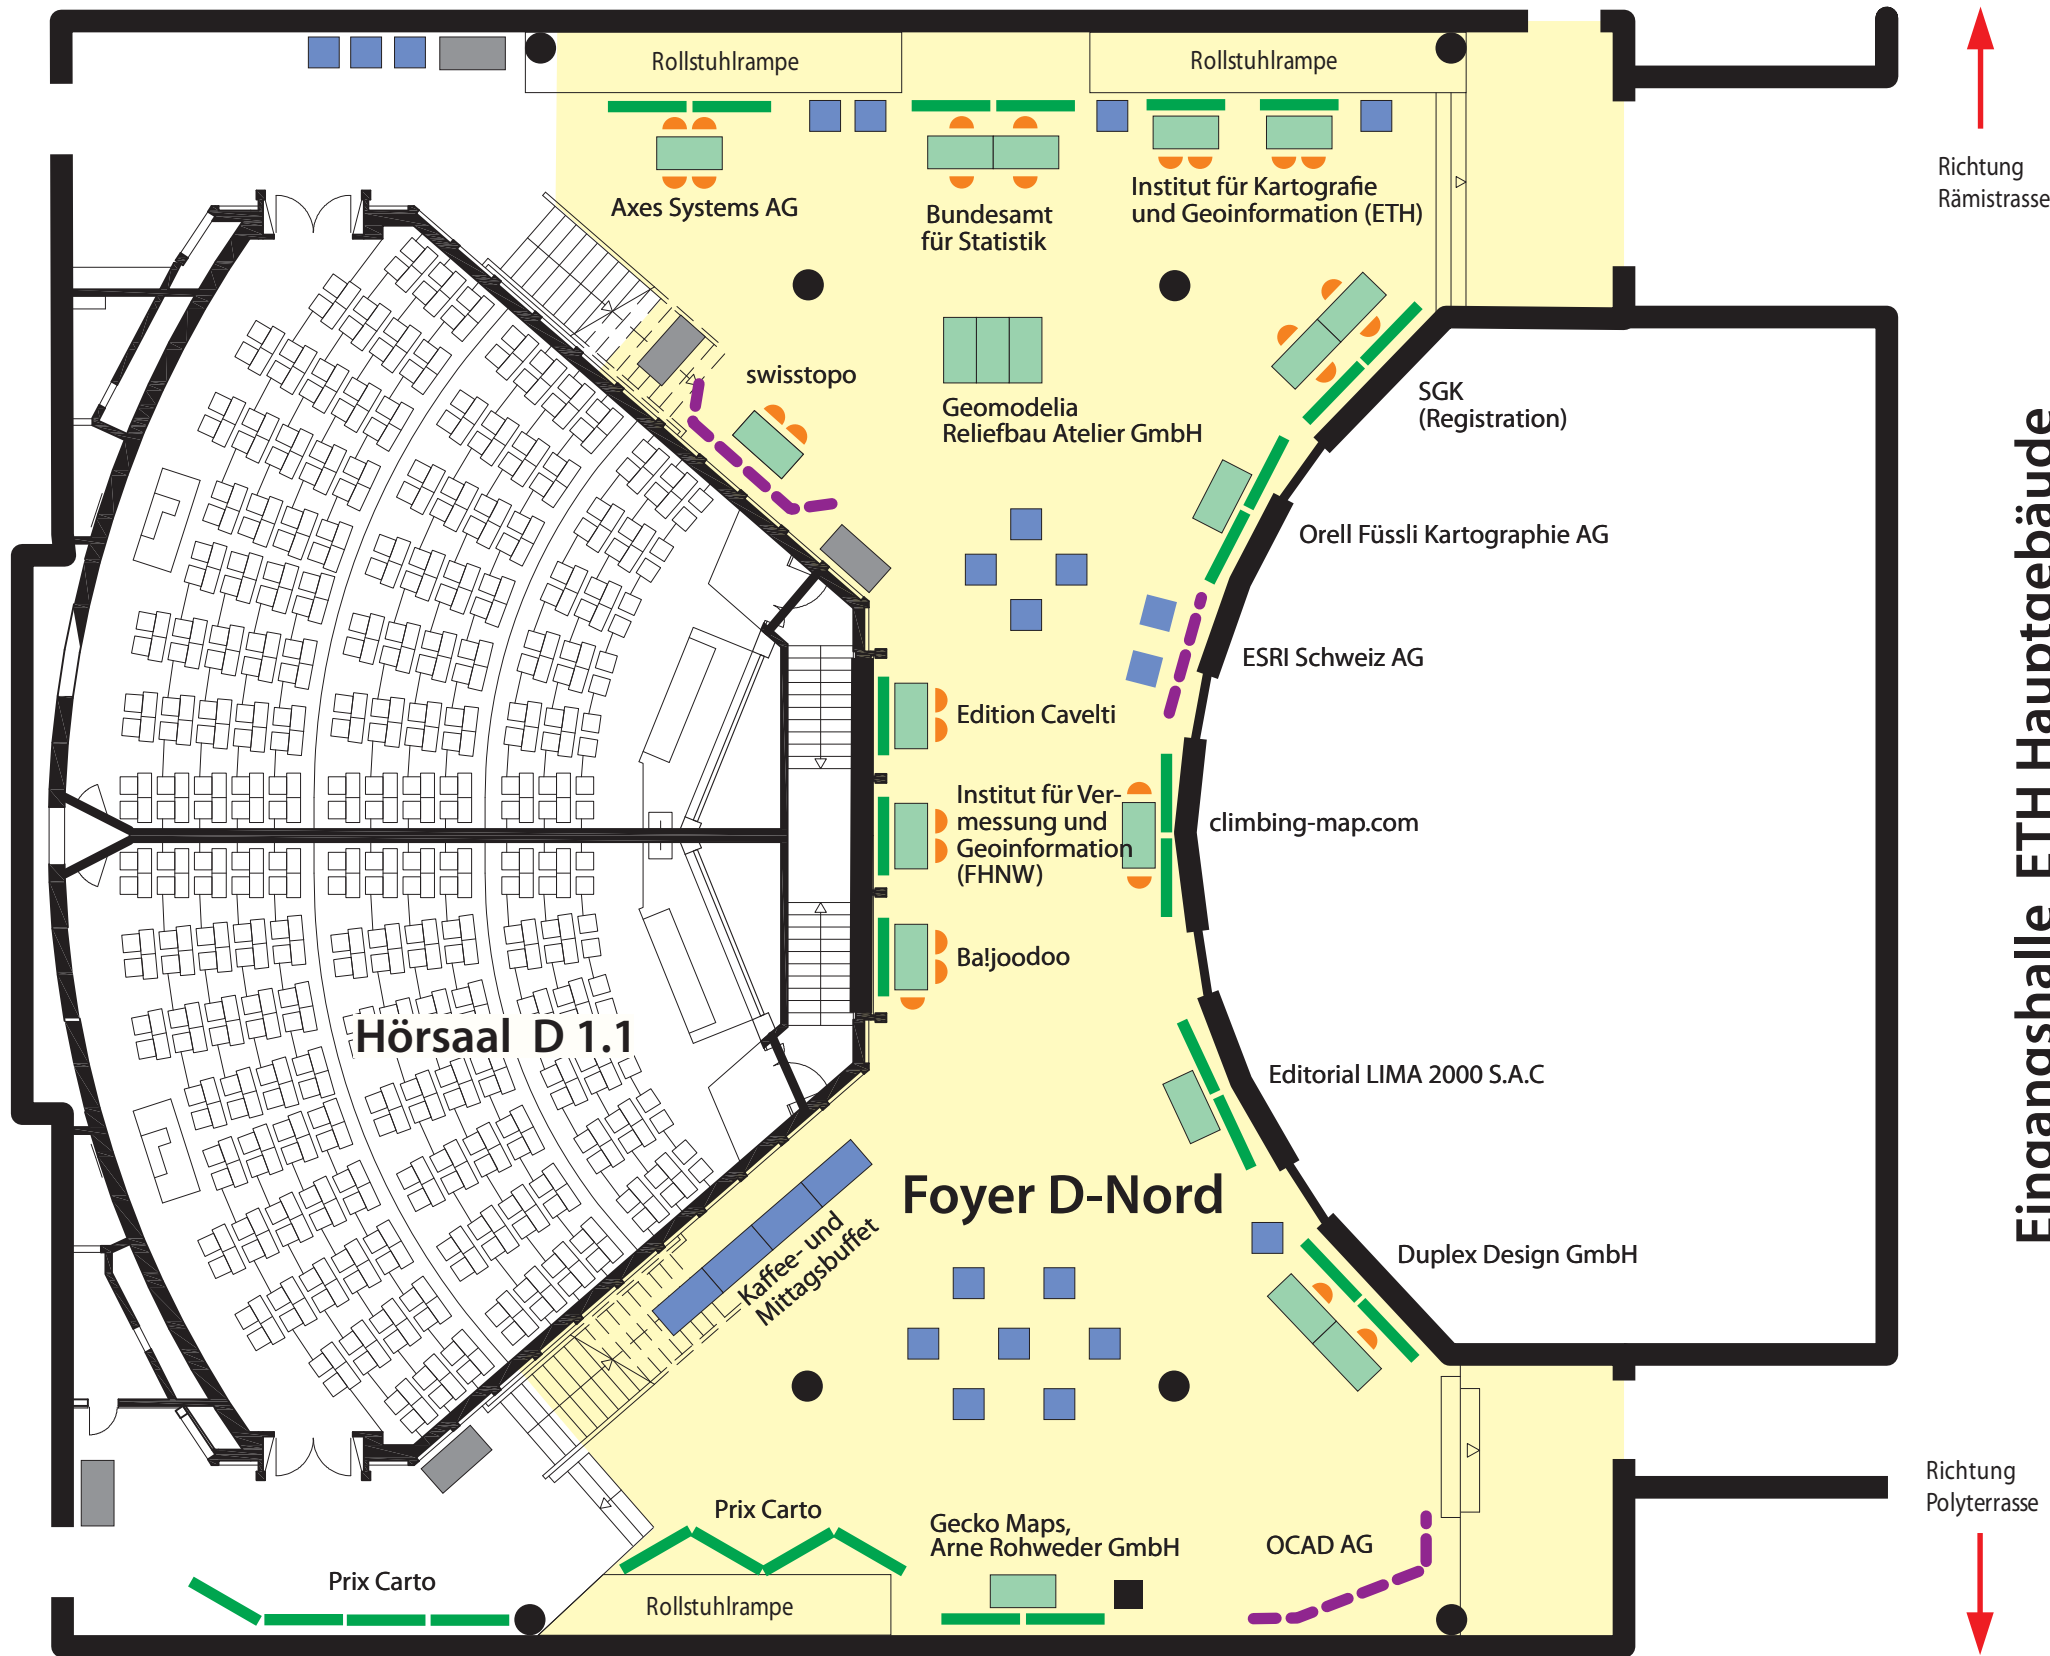 Rollstuhlrampe
Rollstuhlrampe
Richtung
Rämistrasse
Axes Systems AG
Bundesamt
für Statistik
Institut für Kartografie
und Geoinformation (ETH)
swisstopo
Geomodelia
Reliefbau Atelier GmbH
SGK
(Registration)
Orell Füssli Kartographie AG
ESRI Schweiz AG
Edition Cavelti
Institut für Ver-
messung und
Geoinformation
(FHNW)
climbing-map.com
Ba!joodoo
Hörsaal D 1.1
Editorial LIMA 2000 S.A.C
Foyer D-Nord
Kaffee- und
Mittagsbuffet
Duplex Design GmbH
Eingangshalle ETH Hauptgebäude
Prix Carto
Gecko Maps,
Arne Rohweder GmbH
OCAD AG
Richtung
Polyterrasse
Prix Carto
Rollstuhlrampe